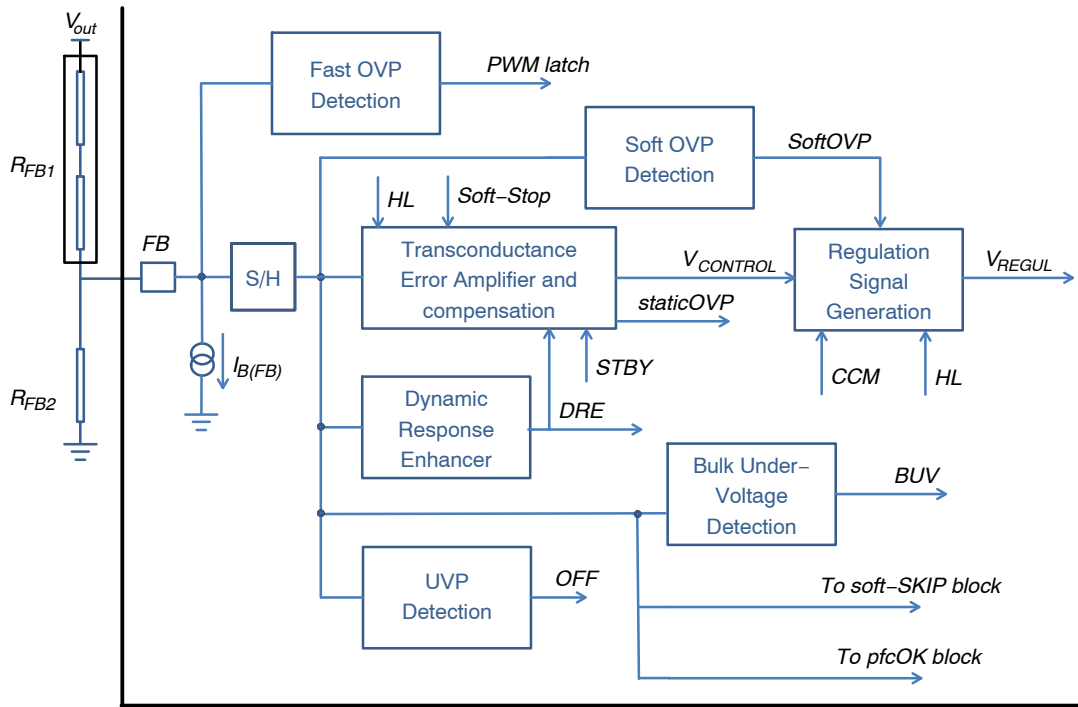 Vout
Fast OVP
Detection
PWM latch
Soft OVP
Detection
SoftOVP
RFB1
HL
Soft−Stop
FB
S/H
Transconductance
Error Amplifier and
compensation
VCONTROL
staticOVP
Regulation
Signal
Generation
VREGUL
IB(FB)
STBY
CCM
HL
RFB2
Dynamic
Response
Enhancer
DRE
Bulk Under−
Voltage
Detection
BUV
UVP
Detection
OFF
To soft−SKIP block
To pfcOK block